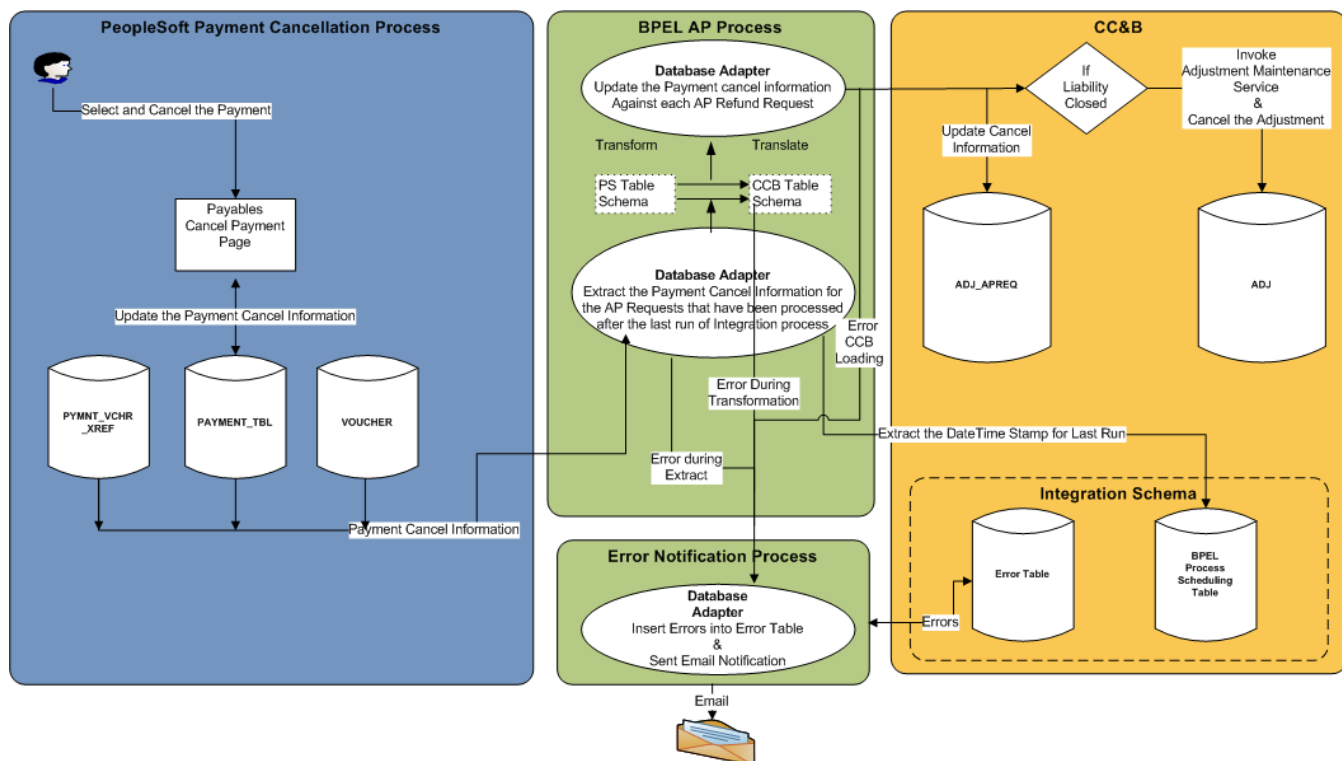 PeopleSoft Payment Cancellation Process
Select and Cancel the Payment
Payables
Cancel Payment
Page
Update the Payment Cancel Information
PYMNT_VCHR
_XREF
PAYMENT_TBL
VOUCHER
Payment Cancel Information
BPEL AP Process
Database Adapter
Update the Payment cancel information
Against each AP Refund Request
Transform
Translate
PS Table
Schema
CCB Table
Schema
Database Adapter
Extract the Payment Cancel Information for
the AP Requests that have been processed
after the last run of Integration process
Error
CCB
Loading
Error During
Transformation
Error during
Extract
Error Notification Process
Database
Adapter
Insert Errors into Error Table
&
Sent Email Notification
Email
CC&B
If
Liability
Closed
Invoke
Adjustment Maintenance
Service
&
Cancel the Adjustment
Update Cancel
Information
ADJ_APREQ
ADJ
Extract the DateTime Stamp for Last Run
Integration Schema
Error Table
BPEL
Process
Scheduling
Table
Errors